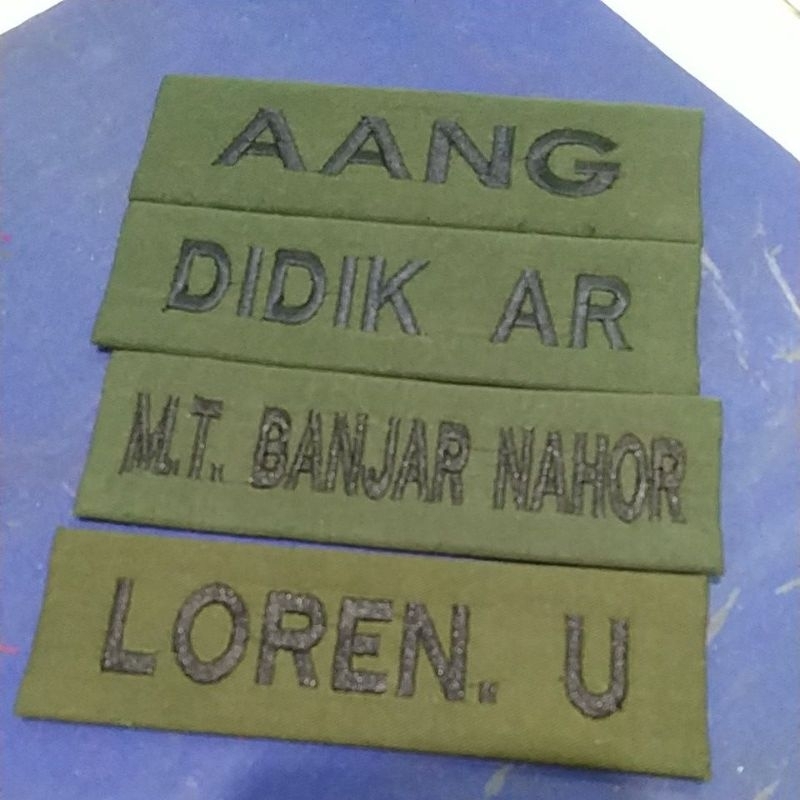 AANG
DIDIK AR
M.T. BANJAR NAHOR
LOREN. U